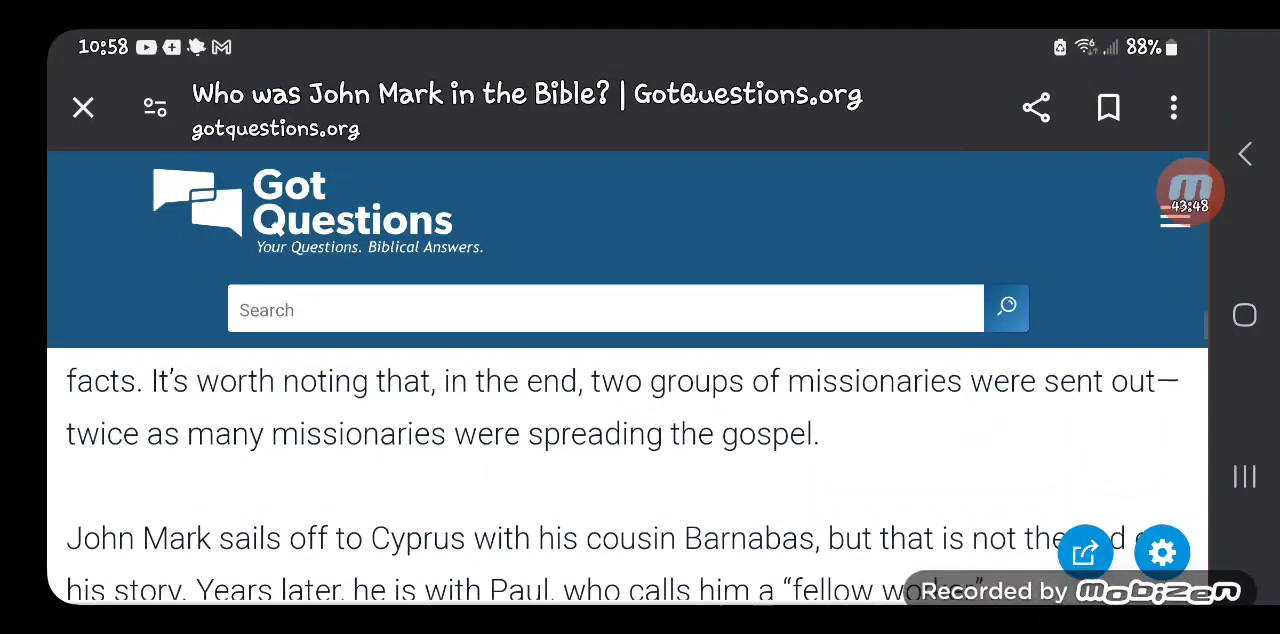 10:58
88%
Who was John Mark in the Bible? | GotQuestions.org
gotquestions.org
43:48
Got
Questions
Your Questions. Biblical Answers.
Search
facts. It's worth noting that, in the end, two groups of missionaries were sent out—
twice as many missionaries were spreading the gospel.
John Mark sails off to Cyprus with his cousin Barnabas, but that is not the
his story. Years later, he is with Paul, who calls him a “fellow
Recorded by mobizen